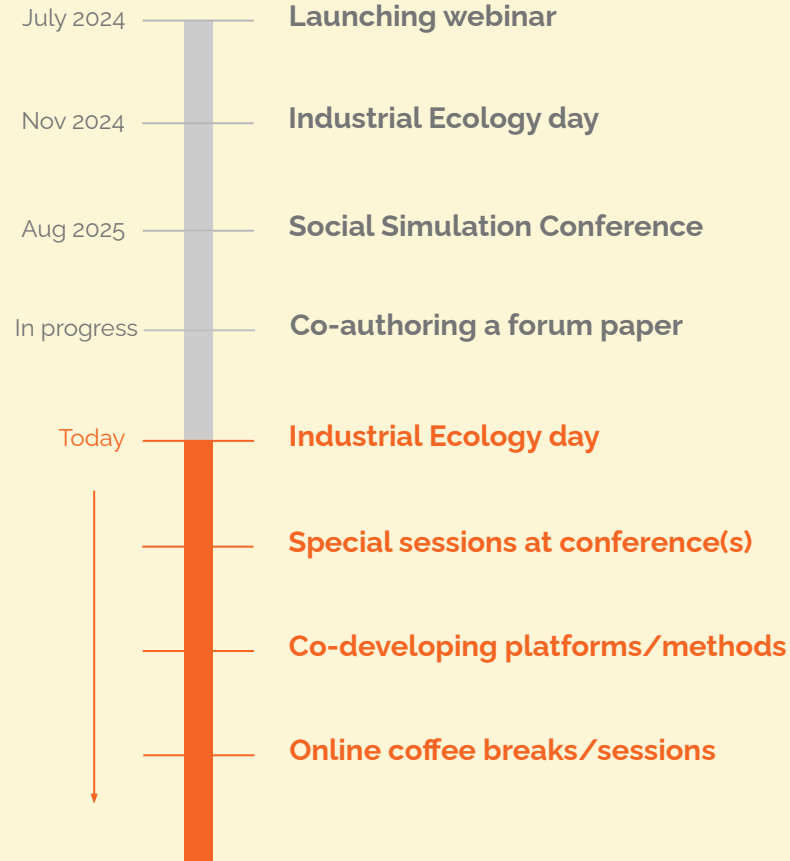 July 2024 Launching webinar
Nov 2024 Industrial Ecology day
Aug 2025 Social Simulation Conference
In progress Co-authoring a forum paper
Today Industrial Ecology day
Special sessions at conference(s)
Co-developing platforms/methods
Online coffee breaks/sessions